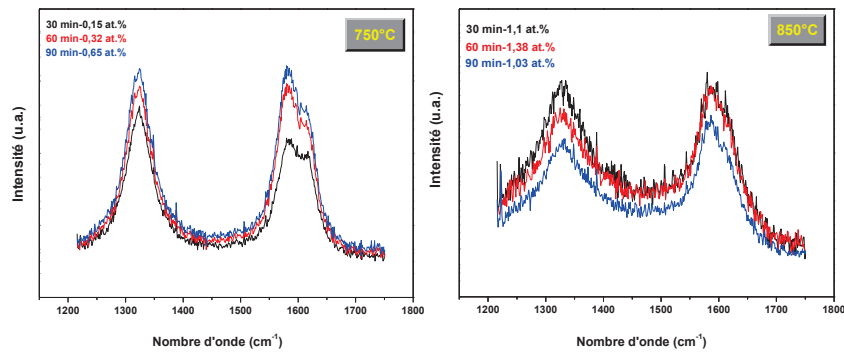 30 min-0,15 at.%
60 min-0,32 at.%
90 min-0,65 at.%
750°C
Intensité (u.a.)
1200 1300 1400 1500 1600 1700 1800
Nombre d'onde (cm⁻¹)
30 min-1,1 at.%
60 min-1,38 at.%
90 min-1,03 at.%
850°C
Intensité (u.a.)
1200 1300 1400 1500 1600 1700 1800
Nombre d'onde (cm⁻¹)